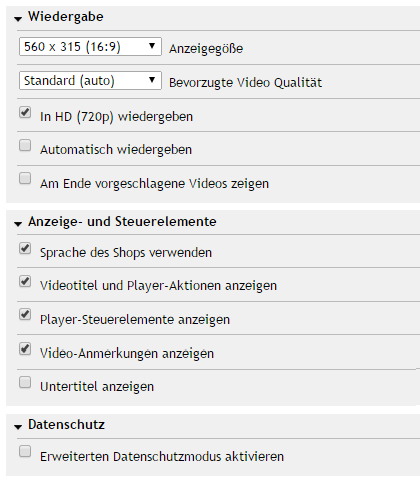 Wiedergabe
560 x 315 (16:9) Anzeigegöße
Standard (auto) Bevorzugte Video Qualität
In HD (720p) wiedergeben
Automatisch wiedergeben
Am Ende vorgeschlagene Videos zeigen
Anzeige- und Steuerelemente
Sprache des Shops verwenden
Videotitel und Player-Aktionen anzeigen
Player-Steuerelemente anzeigen
Video-Anmerkungen anzeigen
Untertitel anzeigen
Datenschutz
Erweiterten Datenschutzmodus aktivieren